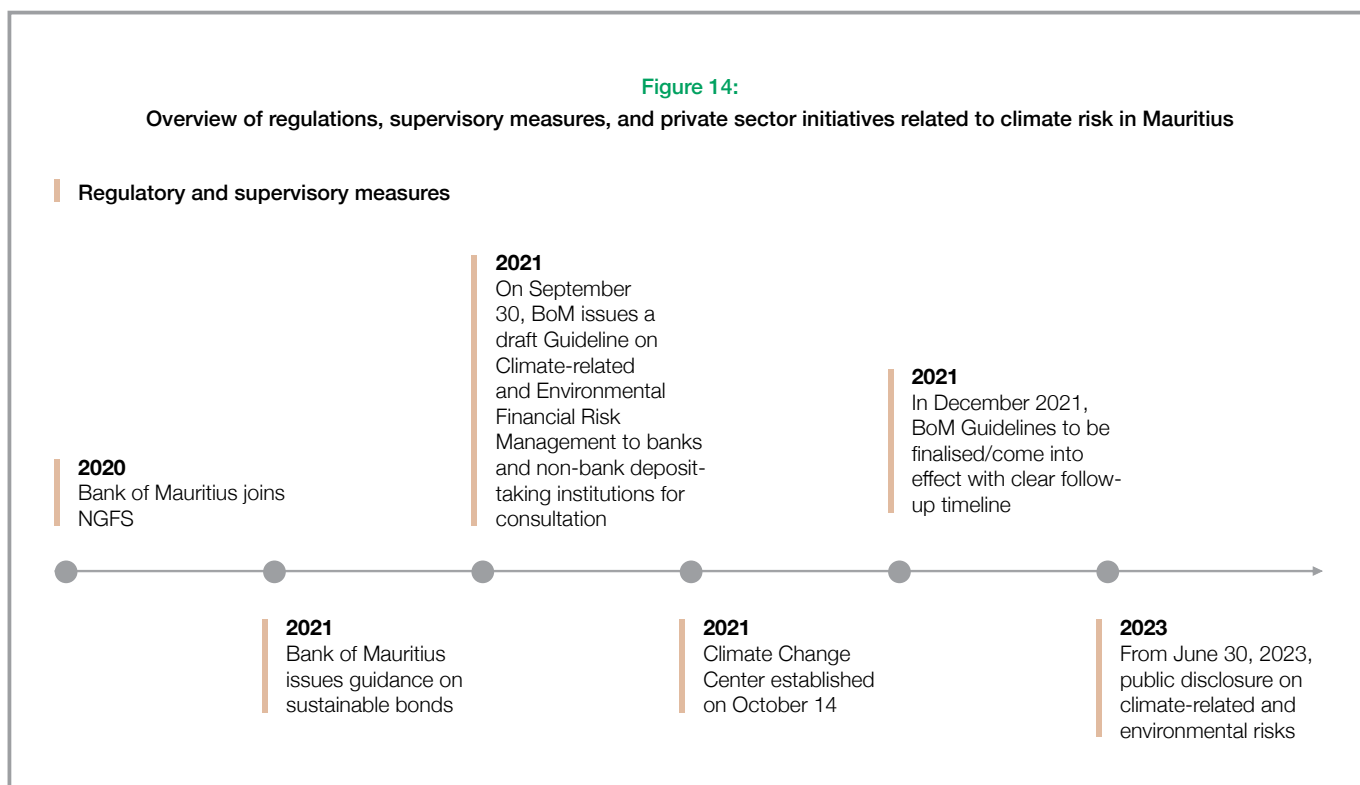 Figure 14:
Overview of regulations, supervisory measures, and private sector initiatives related to climate risk in Mauritius
Regulatory and supervisory measures
2020
Bank of Mauritius joins
NGFS
2021
Bank of Mauritius
issues guidance on
sustainable bonds
2021
On September
30, BoM issues a
draft Guideline on
Climate-related
and Environmental
Financial Risk
Management to banks
and non-bank deposit-
taking institutions for
consultation
2021
Climate Change
Center established
on October 14
2021
In December 2021,
BoM Guidelines to be
finalised/come into
effect with clear follow-
up timeline
2023
From June 30, 2023,
public disclosure on
climate-related and
environmental risks